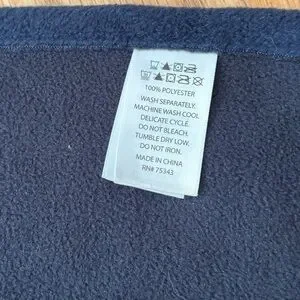 100% POLYESTER
WASH SEPARATELY.
MACHINE WASH COOL
DELICATE CYCLE.
DO NOT BLEACH.
TUMBLE DRY LOW.
DO NOT IRON.
MADE IN CHINA
RN# 75343